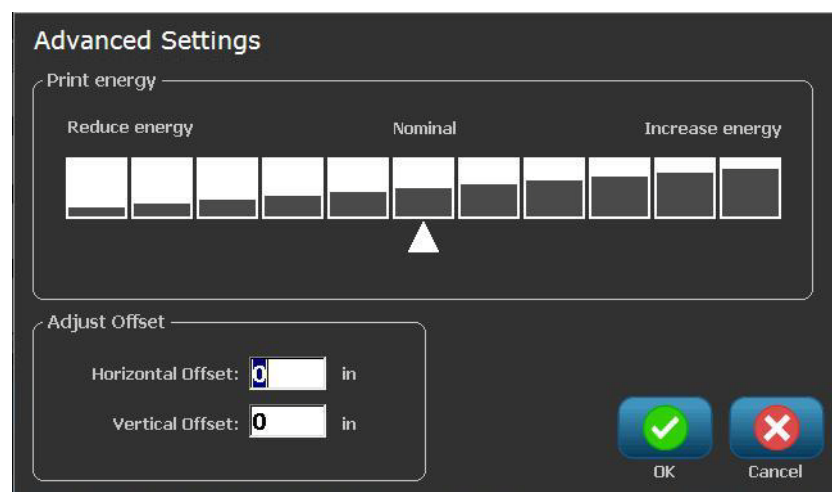 Advanced Settings
Print energy
Reduce energy Nominal Increase energy
Adjust Offset
Horizontal Offset: 0 in
Vertical Offset: 0 in
OK Cancel